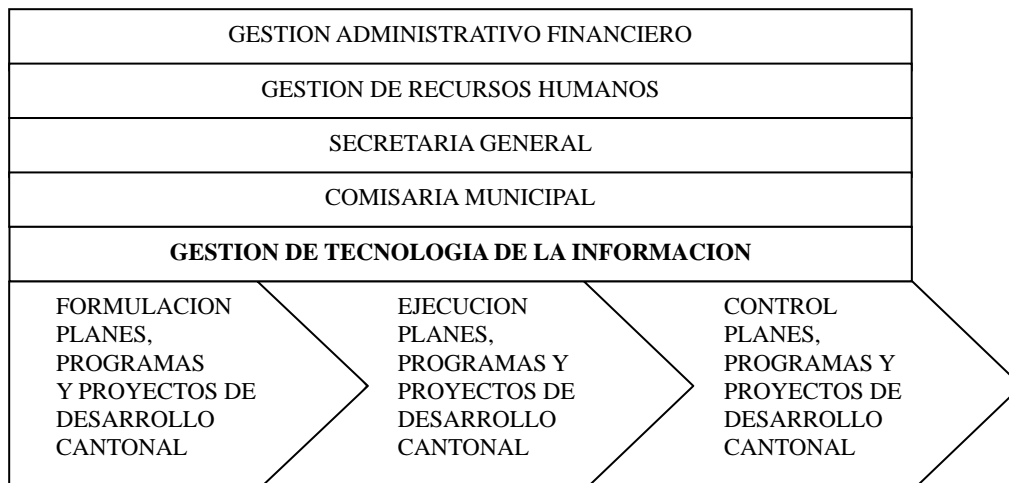 GESTION ADMINISTRATIVO FINANCIERO
GESTION DE RECURSOS HUMANOS
SECRETARIA GENERAL
COMISARIA MUNICIPAL
GESTION DE TECNOLOGIA DE LA INFORMACION
FORMULACION
PLANES,
PROGRAMAS
Y PROYECTOS DE
DESARROLLO
CANTONAL
EJECUCION
PLANES,
PROGRAMAS Y
PROYECTOS DE
DESARROLLO
CANTONAL
CONTROL
PLANES,
PROGRAMAS Y
PROYECTOS DE
DESARROLLO
CANTONAL